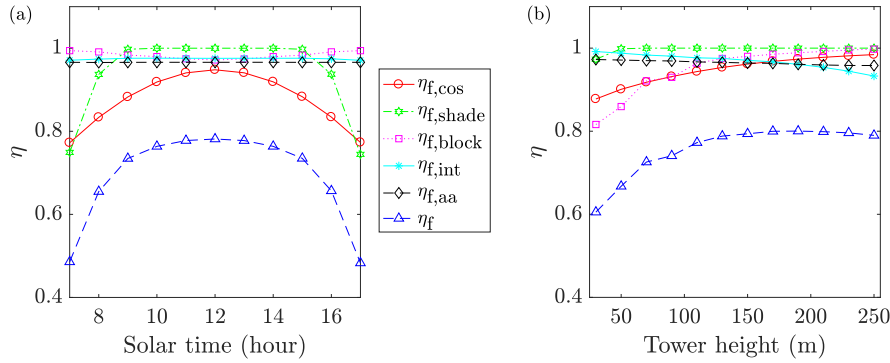 (a)
1
0.8
0.6
0.4
η
8 10 12 14 16
Solar time (hour)
η_f,cos
η_f,shade
η_f,block
η_f,int
η_f,aa
η_f
(b)
1
0.8
0.6
0.4
η
50 100 150 200 250
Tower height (m)